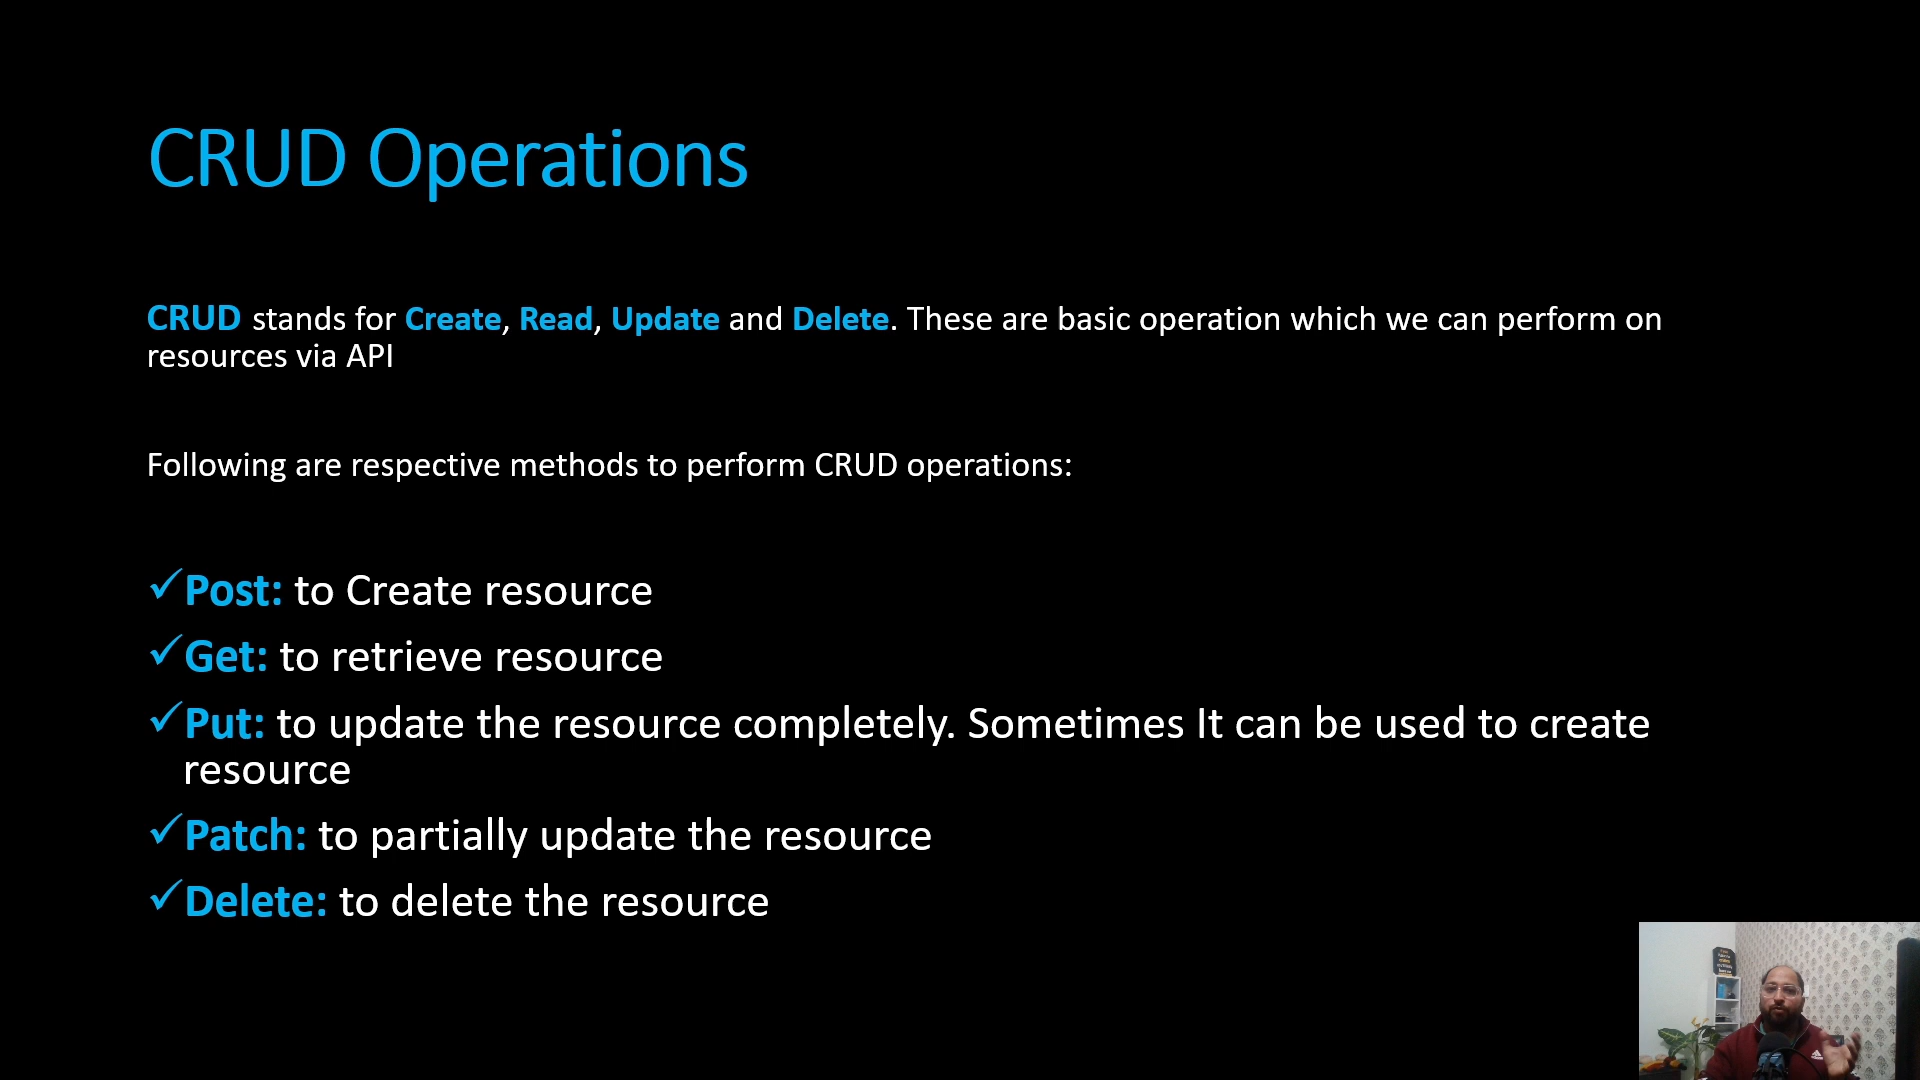 CRUD Operations
CRUD stands for Create, Read, Update and Delete. These are basic operation which we can perform on
resources via API
Following are respective methods to perform CRUD operations:
✓Post: to Create resource
✓Get: to retrieve resource
✓Put: to update the resource completely. Sometimes It can be used to create
resource
✓Patch: to partially update the resource
✓Delete: to delete the resource